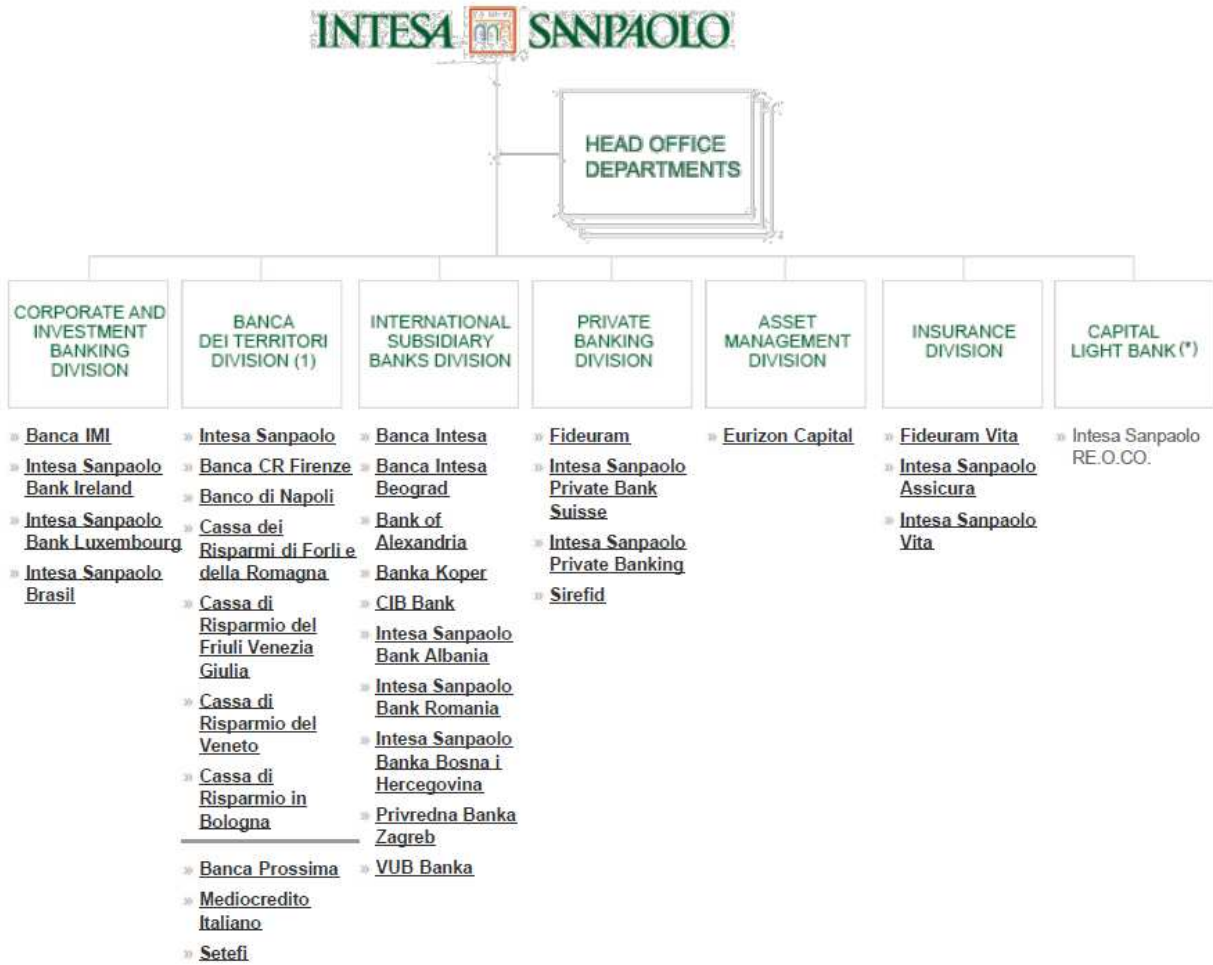 INTESA SANPAOLO
HEAD OFFICE
DEPARTMENTS
CORPORATE AND
INVESTMENT
BANKING
DIVISION
BANCA
DEI TERRITORI
DIVISION (1)
INTERNATIONAL
SUBSIDIARY
BANKS DIVISION
PRIVATE
BANKING
DIVISION
ASSET
MANAGEMENT
DIVISION
INSURANCE
DIVISION
CAPITAL
LIGHT BANK (*)
» Banca IMI
» Intesa Sanpaolo
Bank Ireland
» Intesa Sanpaolo
Bank Luxembourg
» Intesa Sanpaolo
Brasil
» Intesa Sanpaolo
» Banca CR Firenze
» Banco di Napoli
» Cassa dei
Risparmi di Forlì e
della Romagna
» Cassa di
Risparmio del
Friuli Venezia
Giulia
» Cassa di
Risparmio del
Veneto
» Cassa di
Risparmio in
Bologna
» Banca Prossima
» Mediocredito
Italiano
» Setefi
» Banca Intesa
» Banca Intesa
Beograd
» Bank of
Alexandria
» Banka Koper
» CIB Bank
» Intesa Sanpaolo
Bank Albania
» Intesa Sanpaolo
Bank Romania
» Intesa Sanpaolo
Banka Bosna i
Hercegovina
» Privredna Banka
Zagreb
» VUB Banka
» Fideuram
» Intesa Sanpaolo
Private Bank
Suisse
» Intesa Sanpaolo
Private Banking
» Sirefid
» Eurizon Capital
» Fideuram Vita
» Intesa Sanpaolo
Assicura
» Intesa Sanpaolo
Vita
» Intesa Sanpaolo
RE.O.CO.